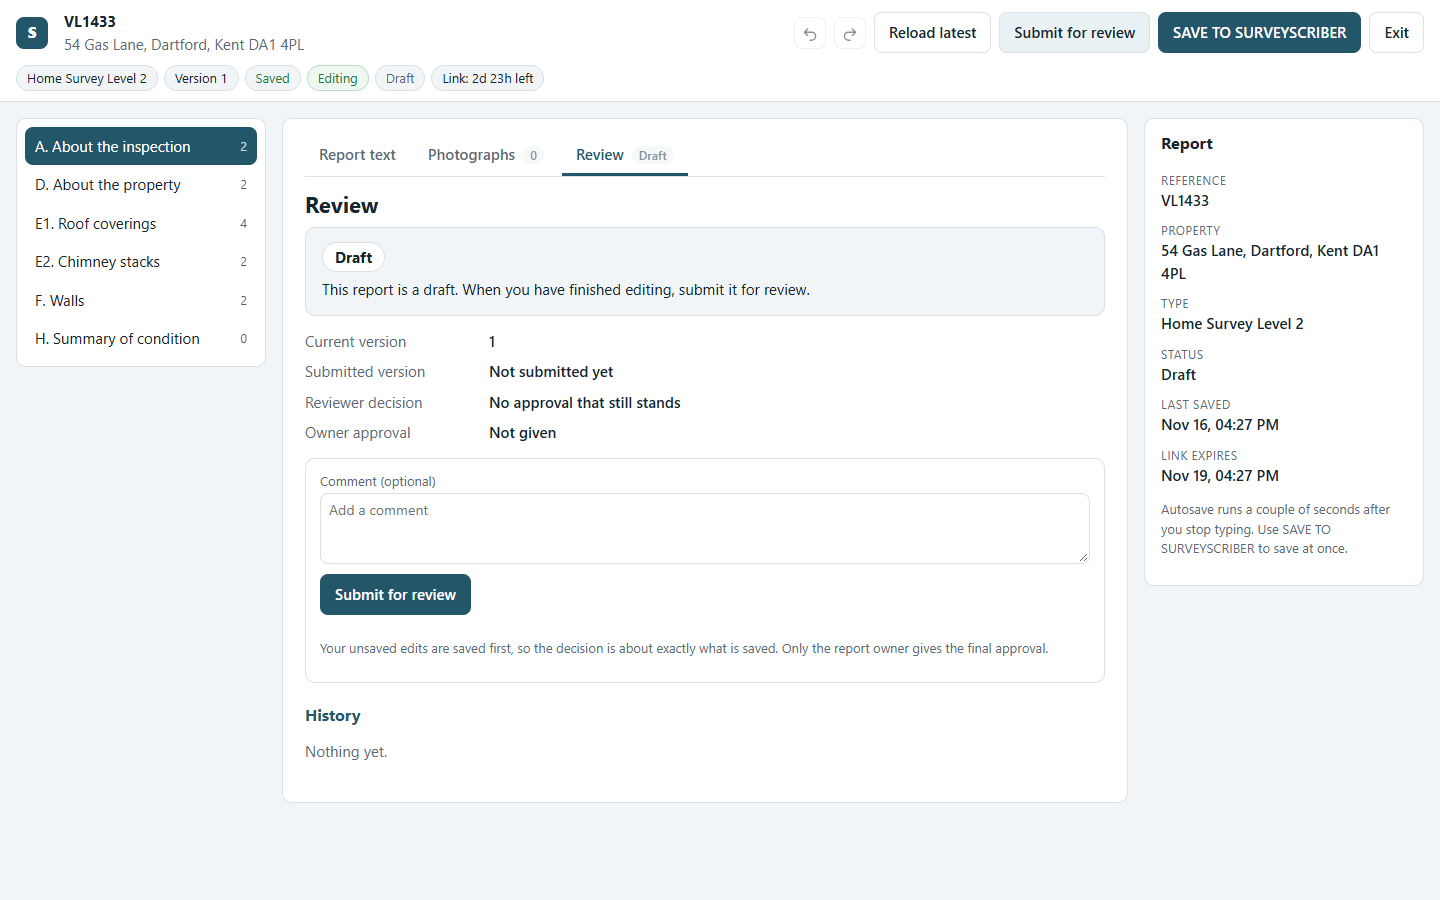 S
VL1433
54 Gas Lane, Dartford, Kent DA1 4PL
Reload latest
Submit for review
SAVE TO SURVEYSCRIBER
Exit
Home Survey Level 2
Version 1
Saved
Editing
Draft
Link: 2d 23h left
A. About the inspection 2
D. About the property 2
E1. Roof coverings 4
E2. Chimney stacks 2
F. Walls 2
H. Summary of condition 0
Report text
Photographs 0
Review Draft
Review
Draft
This report is a draft. When you have finished editing, submit it for review.
Current version 1
Submitted version Not submitted yet
Reviewer decision No approval that still stands
Owner approval Not given
Comment (optional)
Add a comment
Submit for review
Your unsaved edits are saved first, so the decision is about exactly what is saved. Only the report owner gives the final approval.
History
Nothing yet.
Report
REFERENCE
VL1433
PROPERTY
54 Gas Lane, Dartford, Kent DA1
4PL
TYPE
Home Survey Level 2
STATUS
Draft
LAST SAVED
Nov 16, 04:27 PM
LINK EXPIRES
Nov 19, 04:27 PM
Autosave runs a couple of seconds after
you stop typing. Use SAVE TO
SURVEYSCRIBER to save at once.